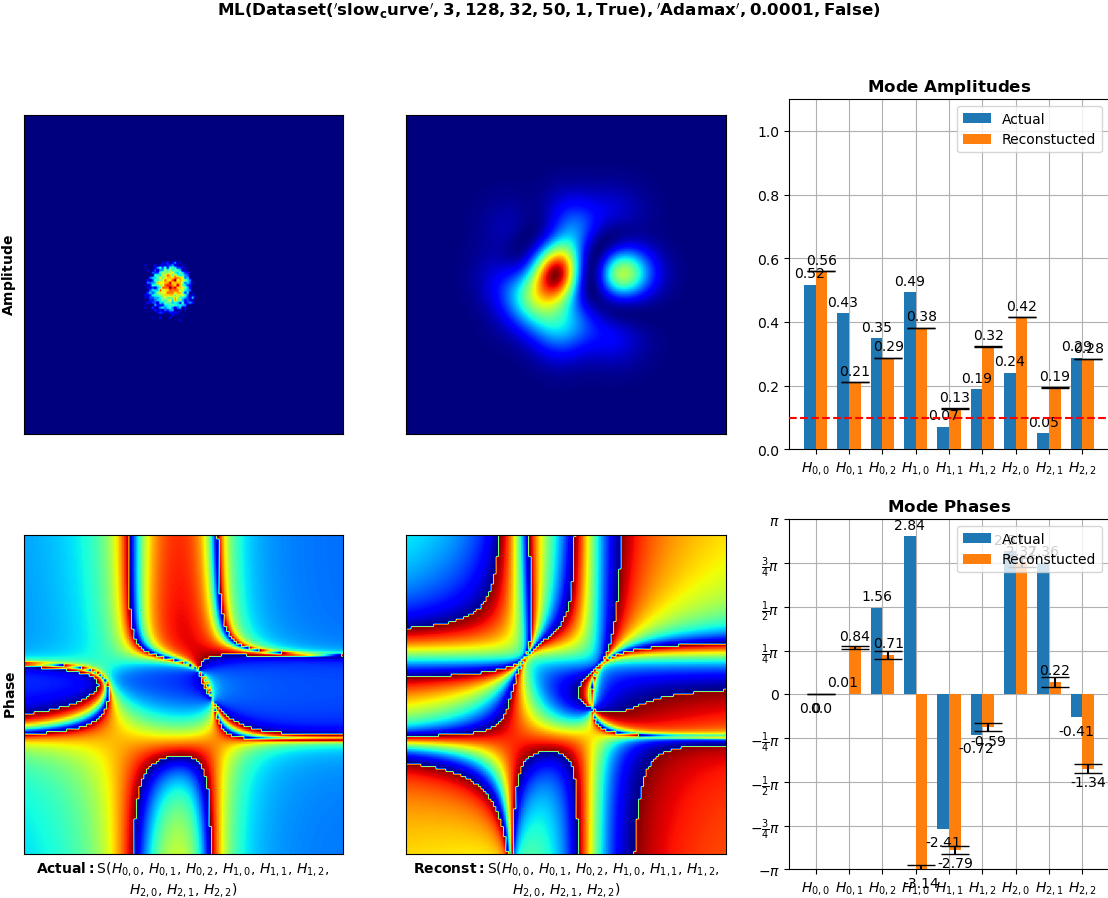 ML(Dataset(′slow_curve′, 3, 128, 32, 50, 1, True), ′Adamax′, 0.0001, False)
Mode Amplitudes
Actual
Reconstucted
1.0
0.8
0.6
0.4
0.2
0.0
0.52
0.56
0.43
0.21
0.35
0.29
0.49
0.38
0.07
0.13
0.19
0.32
0.24
0.42
0.05
0.19
0.29
0.28
H0,0 H0,1 H0,2 H1,0 H1,1 H1,2 H2,0 H2,1 H2,2
Amplitude
Mode Phases
Actual
Reconstucted
π
3/4π
1/2π
1/4π
0
−1/4π
−1/2π
−3/4π
−π
0.0
0.0
0.01
0.84
1.56
0.71
2.84
-3.14
-2.41
-2.79
-0.72
-0.59
2.37
2.36
0.22
-0.41
-1.34
H0,0 H0,1 H0,2 H1,0 H1,1 H1,2 H2,0 H2,1 H2,2
Phase
Actual: S(H0,0, H0,1, H0,2, H1,0, H1,1, H1,2,
H2,0, H2,1, H2,2)
Reconst: S(H0,0, H0,1, H0,2, H1,0, H1,1, H1,2,
H2,0, H2,1, H2,2)